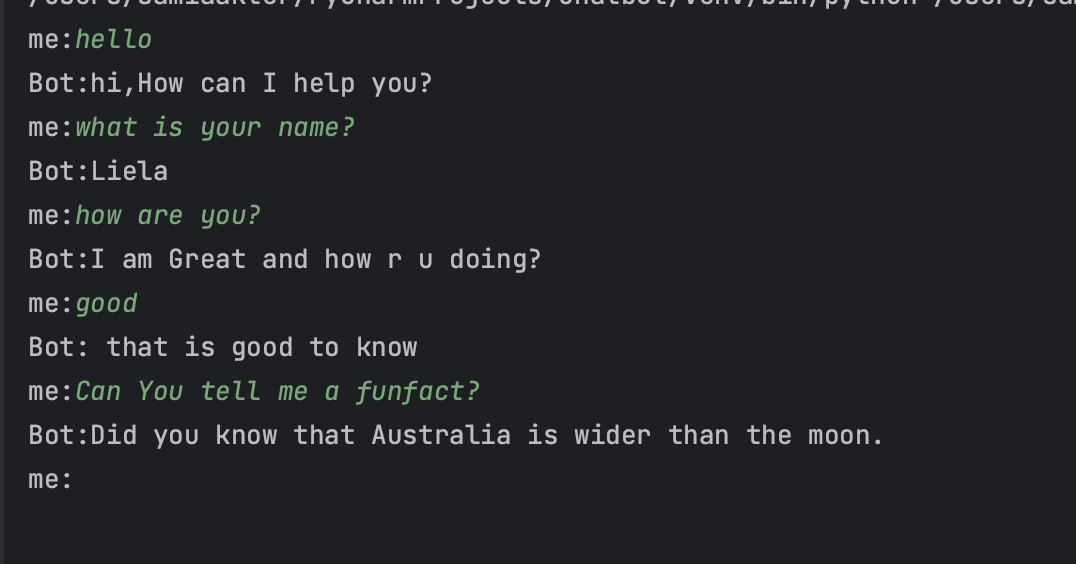 me:hello
Bot:hi,How can I help you?
me:what is your name?
Bot:Liela
me:how are you?
Bot:I am Great and how r u doing?
me:good
Bot: that is good to know
me:Can You tell me a funfact?
Bot:Did you know that Australia is wider than the moon.
me: